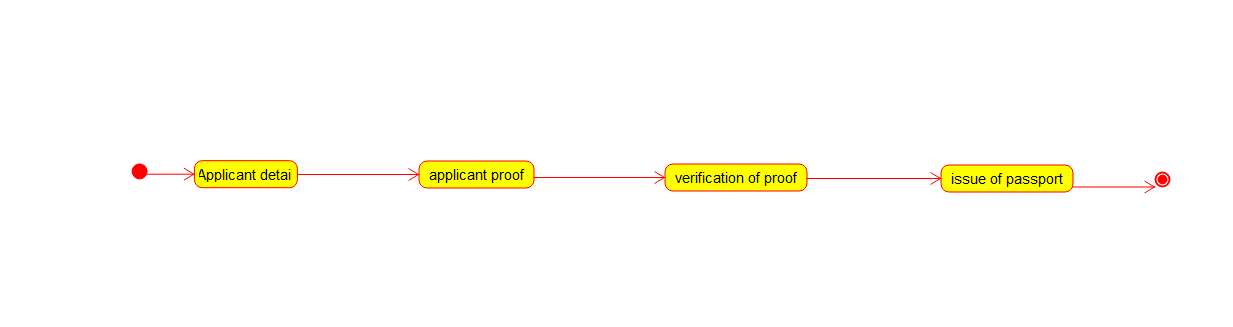 Applicant detai
applicant proof
verification of proof
issue of passport